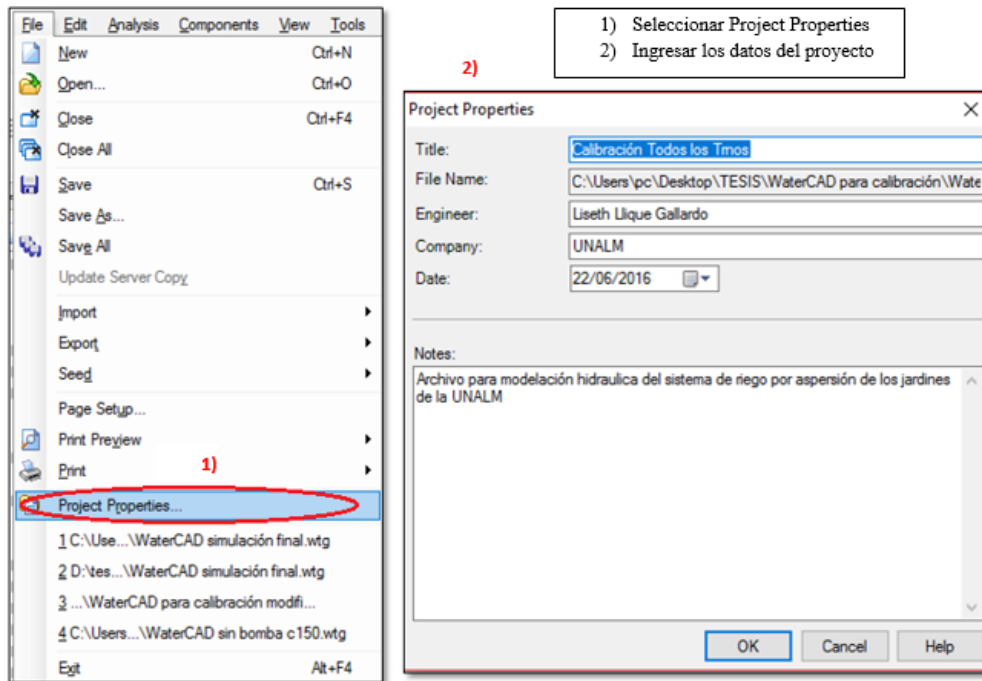 File Edit Analysis Components View Tools
New Ctrl+N
Open... Ctrl+O
Close Ctrl+F4
Close All
Save Ctrl+S
Save As...
Save All
Update Server Copy
Import
Export
Seed
Page Setup...
Print Preview
Print
1)
Project Properties...
1 C:\Use...\WaterCAD simulación final.wtg
2 D:\tes...\WaterCAD simulación final.wtg
3 ...\WaterCAD para calibración modifi...
4 C:\Users...\WaterCAD sin bomba c150.wtg
Exit Alt+F4
1) Seleccionar Project Properties
2) Ingresar los datos del proyecto
2)
Project Properties
Title: Calibración Todos los Trnos
File Name: C:\Users\pc\Desktop\TESIS\WaterCAD para calibración\Wate
Engineer: Liseth Llique Gallardo
Company: UNALM
Date: 22/06/2016
Notes:
Archivo para modelación hidraulica del sistema de riego por aspersión de los jardines
de la UNALM
OK Cancel Help